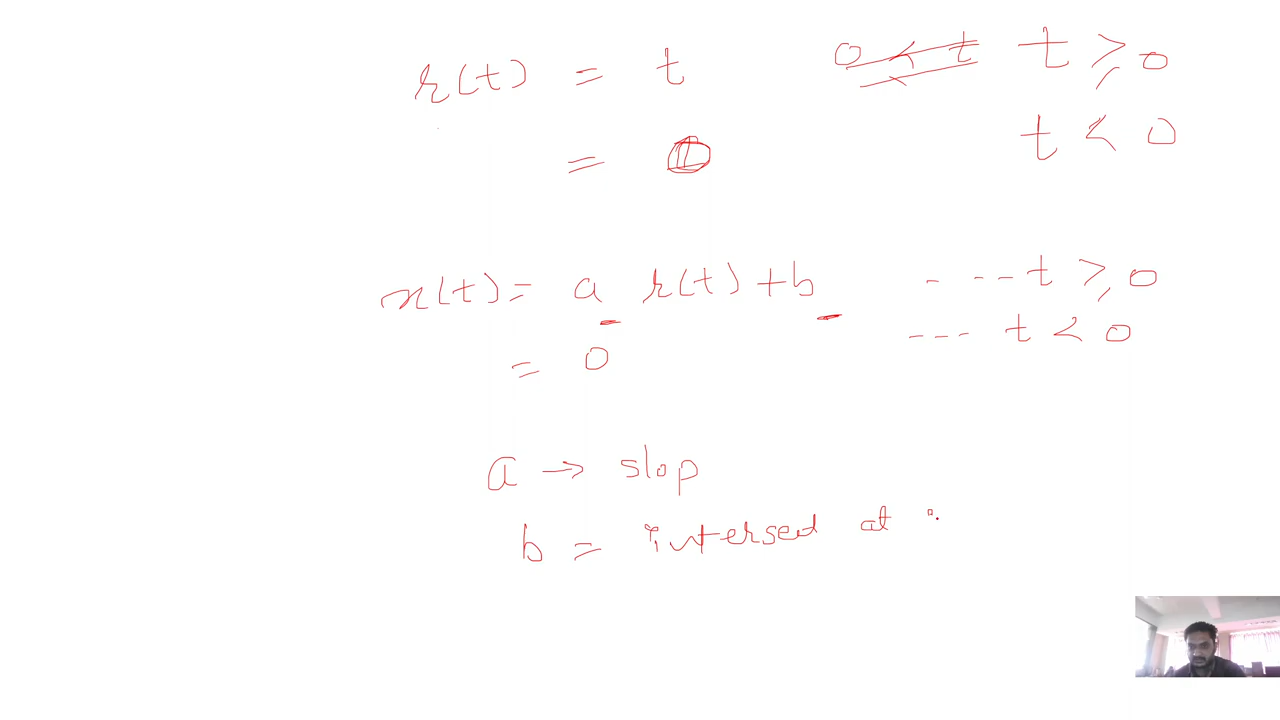 r(t) = t 0 < t t ≥ 0
= 0 t < 0
x(t) = a r(t) + b - --- t ≥ 0
= 0 --- t < 0
a → slop
b = intersed at